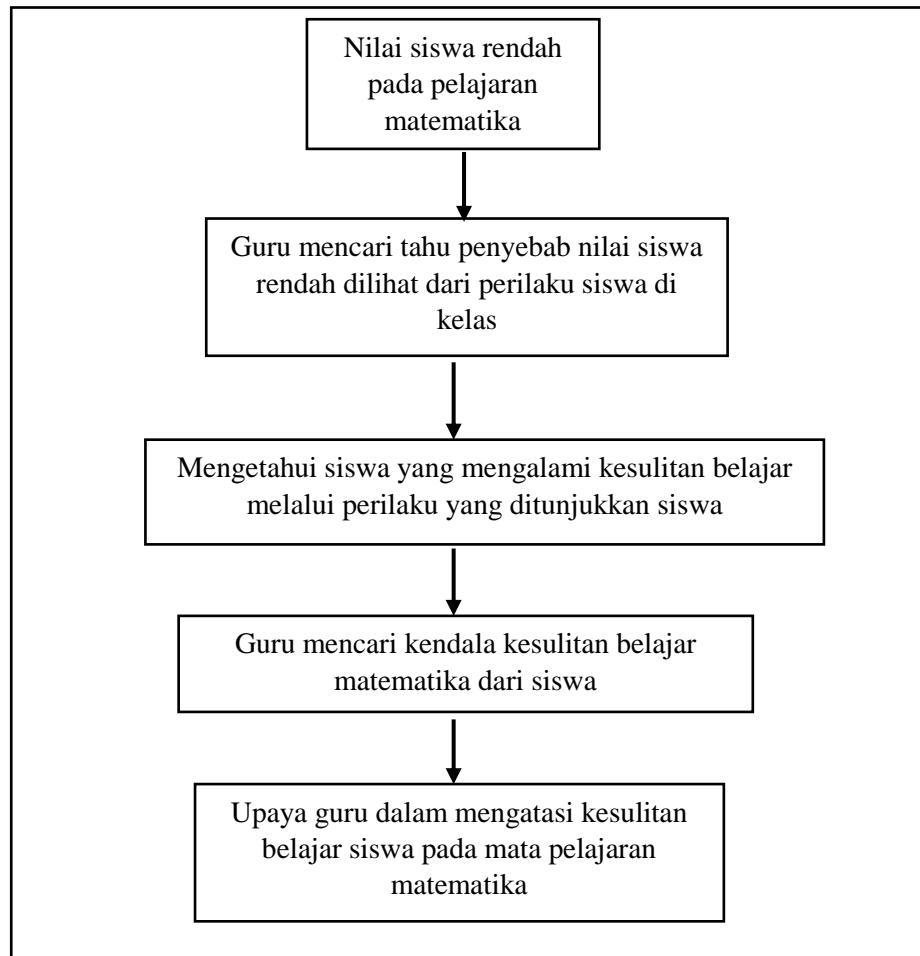 Nilai siswa rendah
pada pelajaran
matematika
Guru mencari tahu penyebab nilai siswa
rendah dilihat dari perilaku siswa di
kelas
Mengetahui siswa yang mengalami kesulitan belajar
melalui perilaku yang ditunjukkan siswa
Guru mencari kendala kesulitan belajar
matematika dari siswa
Upaya guru dalam mengatasi kesulitan
belajar siswa pada mata pelajaran
matematika